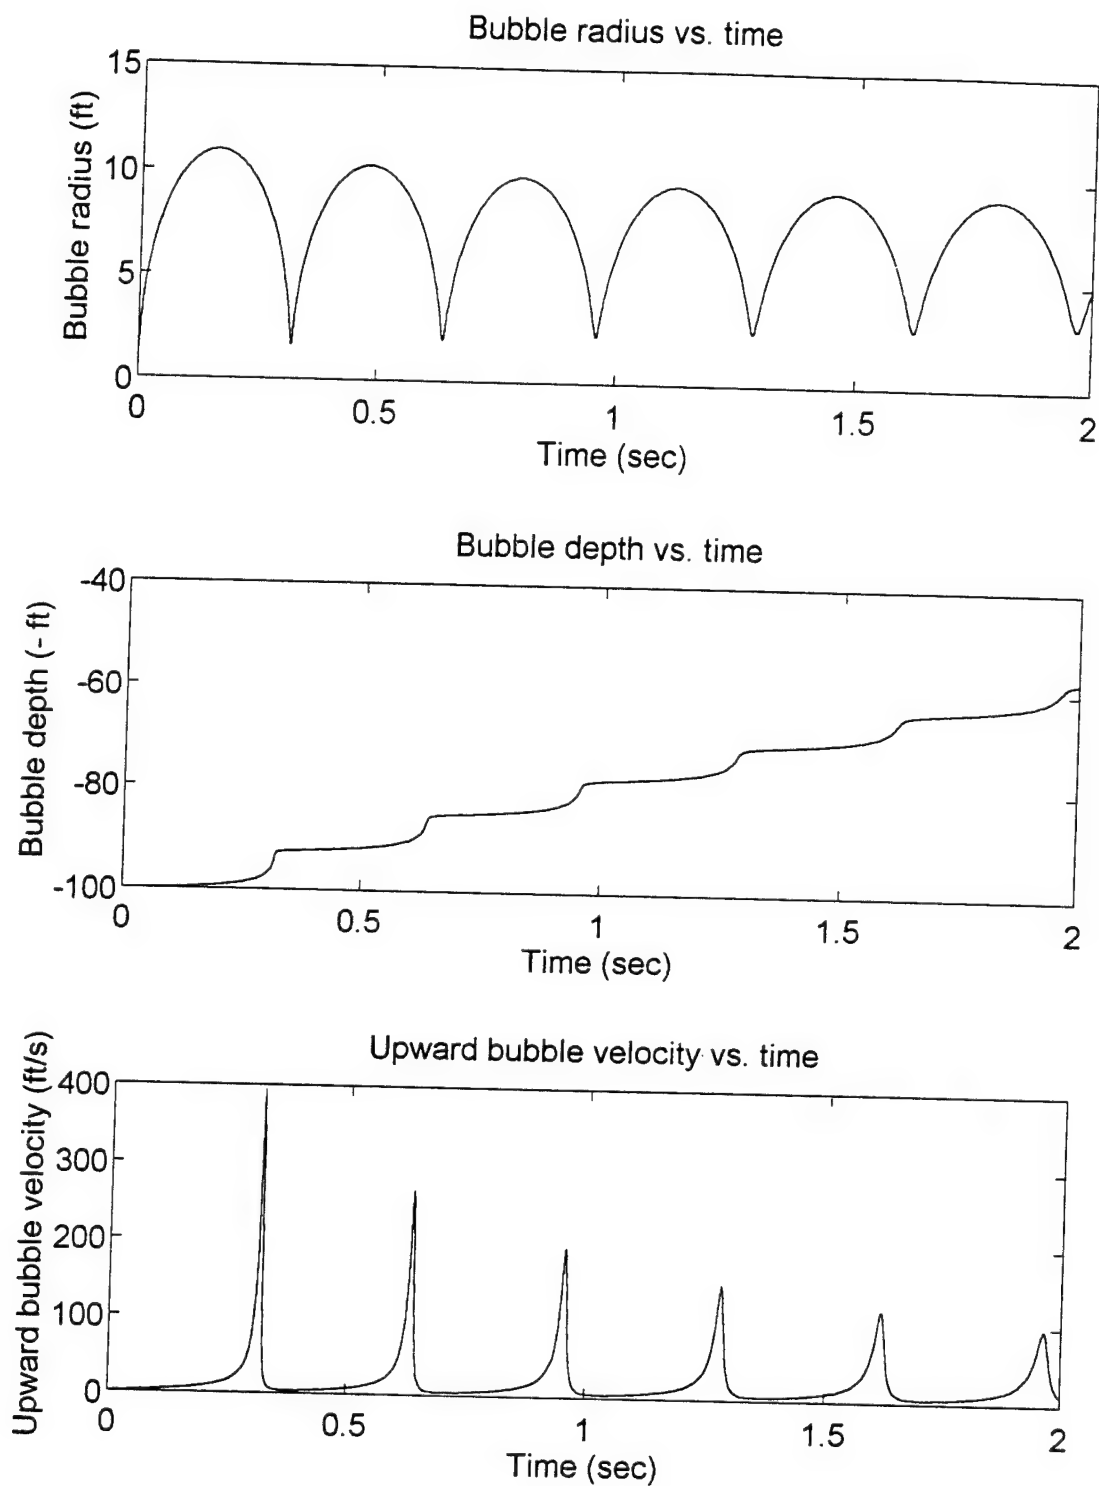 Bubble radius vs. time
15
10
5
0
Bubble radius (ft)
0 0.5 1 1.5 2
Time (sec)
Bubble depth vs. time
-40
-60
-80
-100
Bubble depth (- ft)
0 0.5 1 1.5 2
Time (sec)
Upward bubble velocity vs. time
400
300
200
100
0
Upward bubble velocity (ft/s)
0 0.5 1 1.5 2
Time (sec)